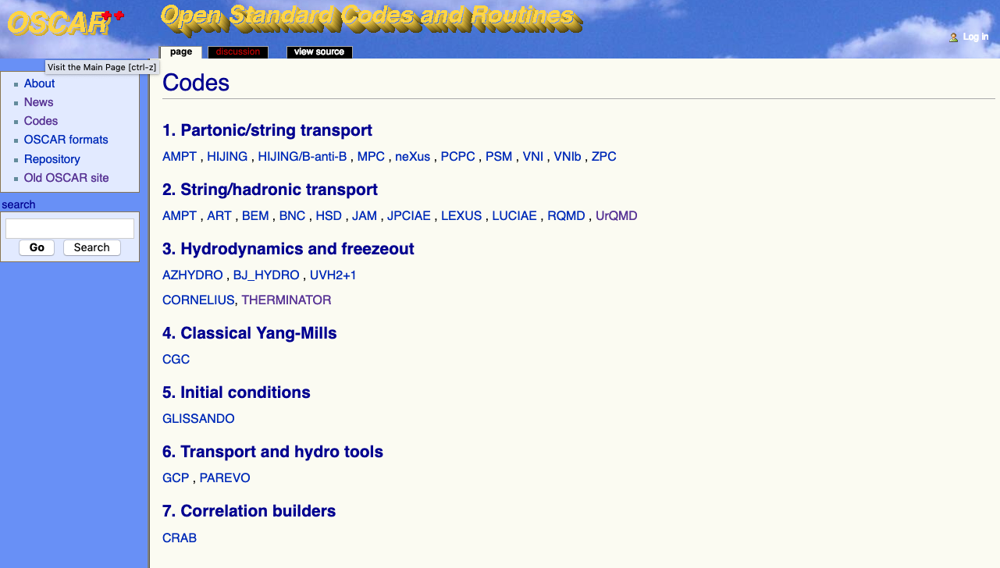 OSCAR++
Open Standard Codes and Routines
Log in
page
discussion
view source
Visit the Main Page [ctrl-z]
About
News
Codes
OSCAR formats
Repository
Old OSCAR site
search
Go
Search
Codes
1. Partonic/string transport
AMPT , HIJING , HIJING/B-anti-B , MPC , neXus , PCPC , PSM , VNI , VNIb , ZPC
2. String/hadronic transport
AMPT , ART , BEM , BNC , HSD , JAM , JPCIAE , LEXUS , LUCIAE , RQMD , UrQMD
3. Hydrodynamics and freezeout
AZHYDRO , BJ_HYDRO , UVH2+1
CORNELIUS, THERMINATOR
4. Classical Yang-Mills
CGC
5. Initial conditions
GLISSANDO
6. Transport and hydro tools
GCP , PAREVO
7. Correlation builders
CRAB